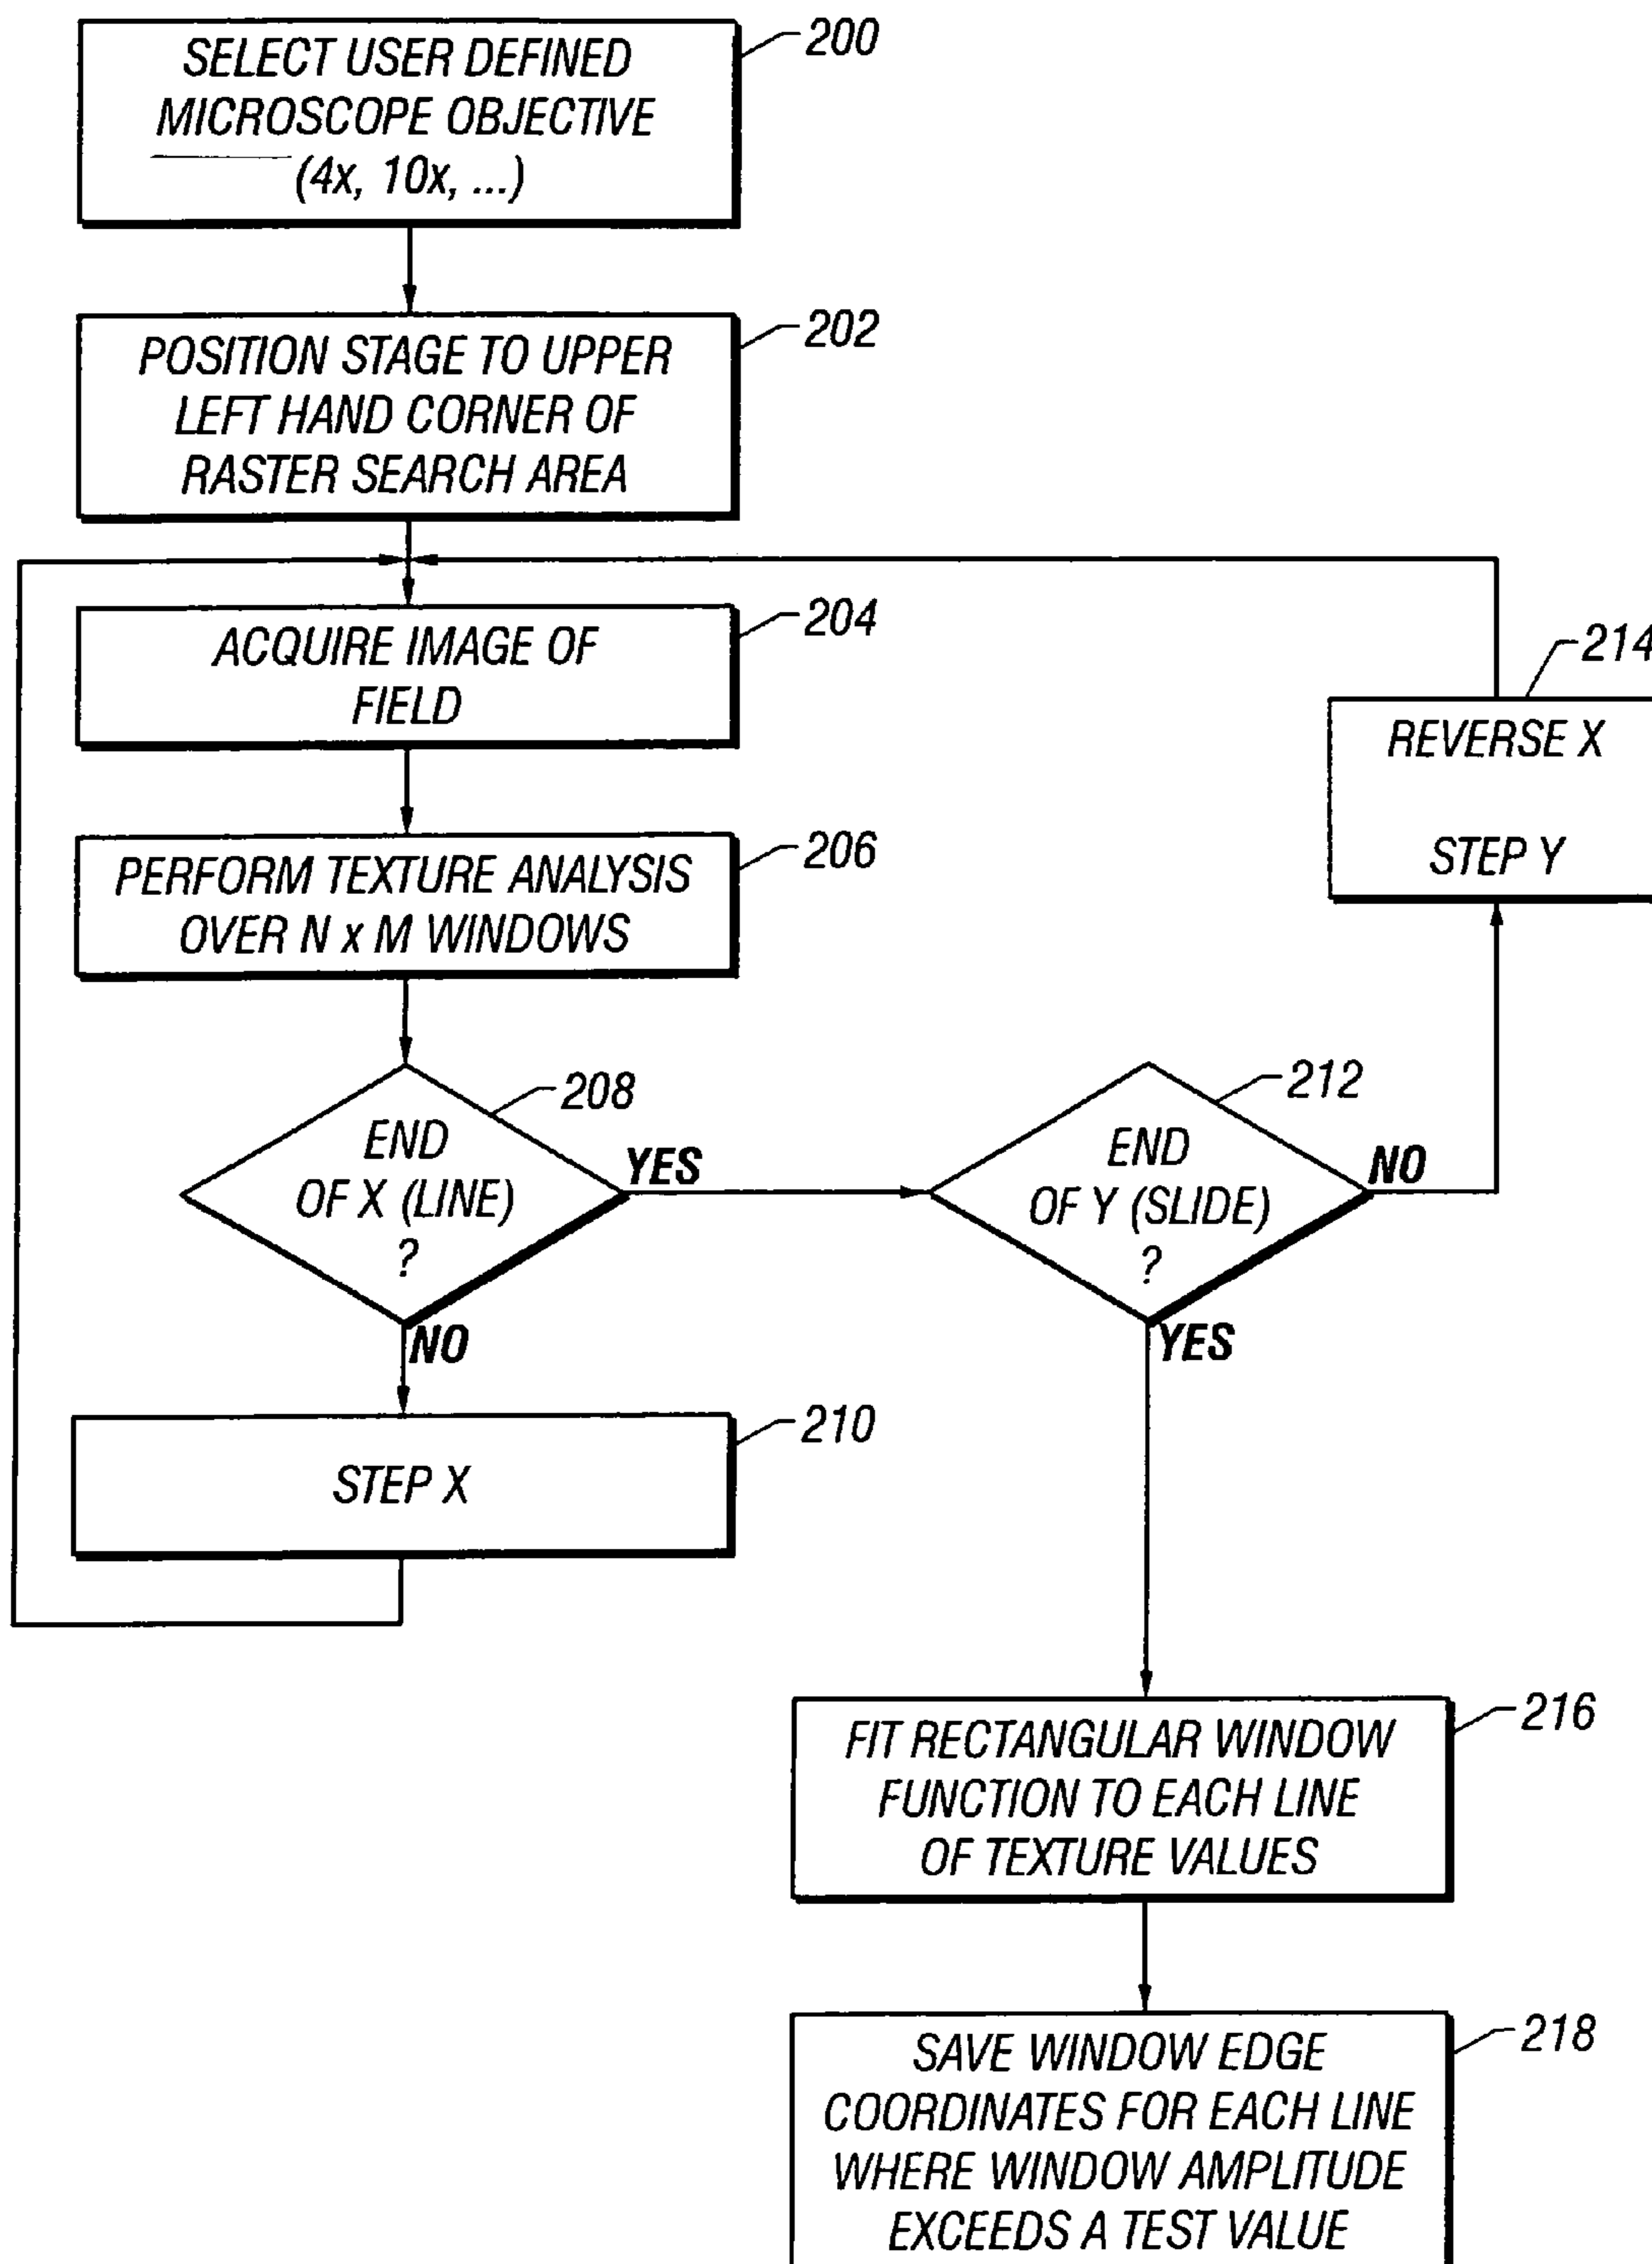 200
SELECT USER DEFINED
MICROSCOPE OBJECTIVE
(4x, 10x, ...)
202
POSITION STAGE TO UPPER
LEFT HAND CORNER OF
RASTER SEARCH AREA
204
ACQUIRE IMAGE OF
FIELD
214
REVERSE X
STEP Y
206
PERFORM TEXTURE ANALYSIS
OVER N x M WINDOWS
208
END
OF X (LINE)
?
YES
NO
212
END
OF Y (SLIDE)
?
NO
YES
210
STEP X
216
FIT RECTANGULAR WINDOW
FUNCTION TO EACH LINE
OF TEXTURE VALUES
218
SAVE WINDOW EDGE
COORDINATES FOR EACH LINE
WHERE WINDOW AMPLITUDE
EXCEEDS A TEST VALUE